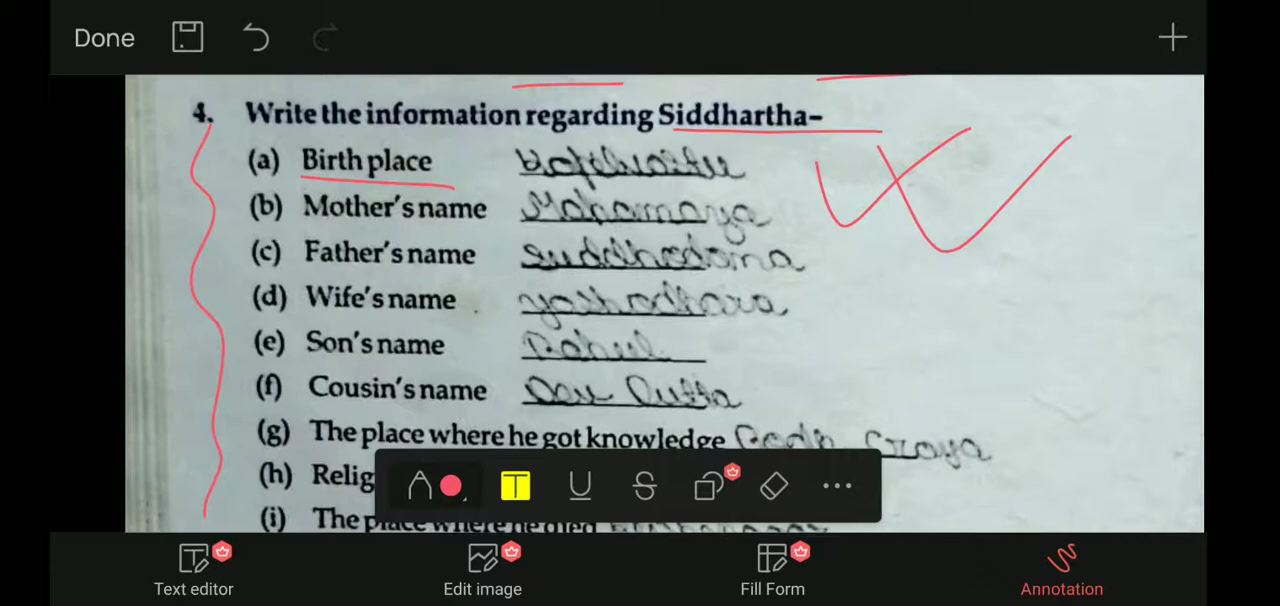 Done
4. Write the information regarding Siddhartha-
(a) Birth place Kapilvastu
(b) Mother's name Mahamaya
(c) Father's name Suddhodana
(d) Wife's name yashodhara
(e) Son's name Rahul
(f) Cousin's name Dev Dutta
(g) The place where he got knowledge Bodh Gaya
(h) Relig
(i) The place where he died
Text editor
Edit image
Fill Form
Annotation